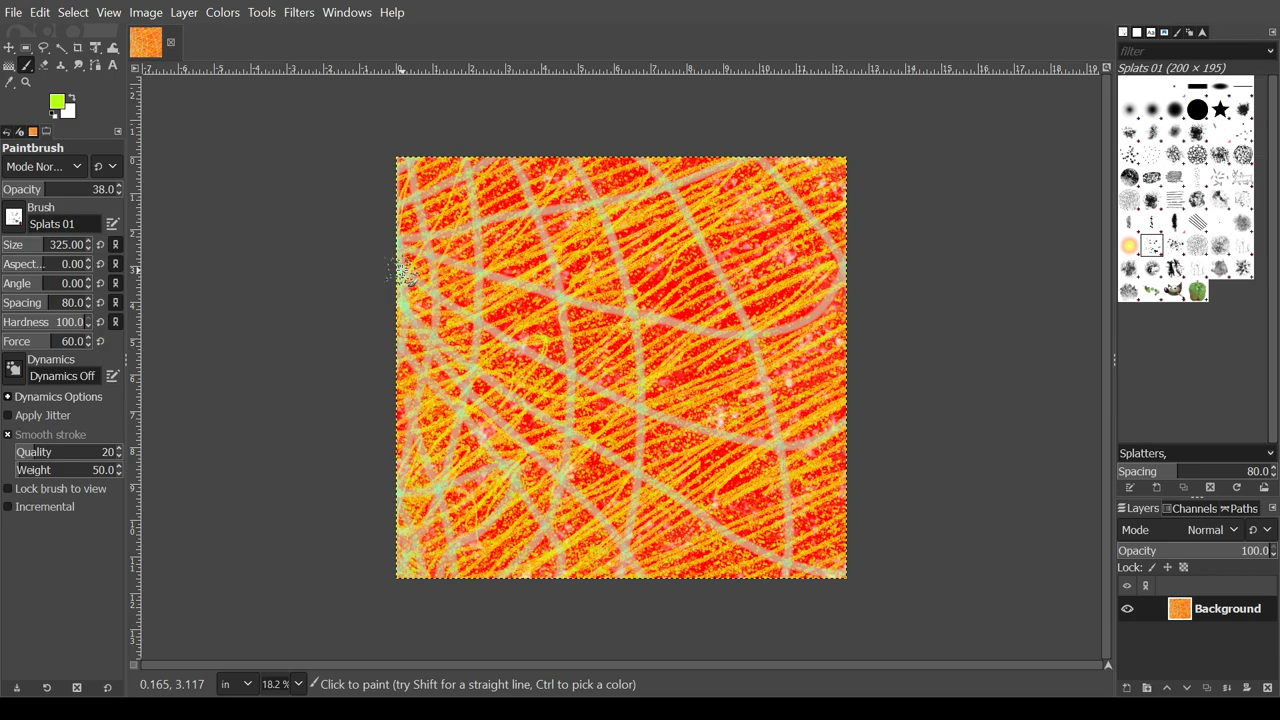 File Edit Select View Image Layer Colors Tools Filters Windows Help
Paintbrush
Mode Nor...
Opacity 38.0
Brush
Splats 01
Size 325.00
Aspect... 0.00
Angle 0.00
Spacing 80.0
Hardness 100.0
Force 60.0
Dynamics
Dynamics Off
Dynamics Options
Apply Jitter
Smooth stroke
Quality 20
Weight 50.0
Lock brush to view
Incremental
0.165, 3.117 in 18.2 % Click to paint (try Shift for a straight line, Ctrl to pick a color)
filter
Splats 01 (200 × 195)
Splatters,
Spacing 80.0
Layers Channels Paths
Mode Normal
Opacity 100.0
Lock:
Background